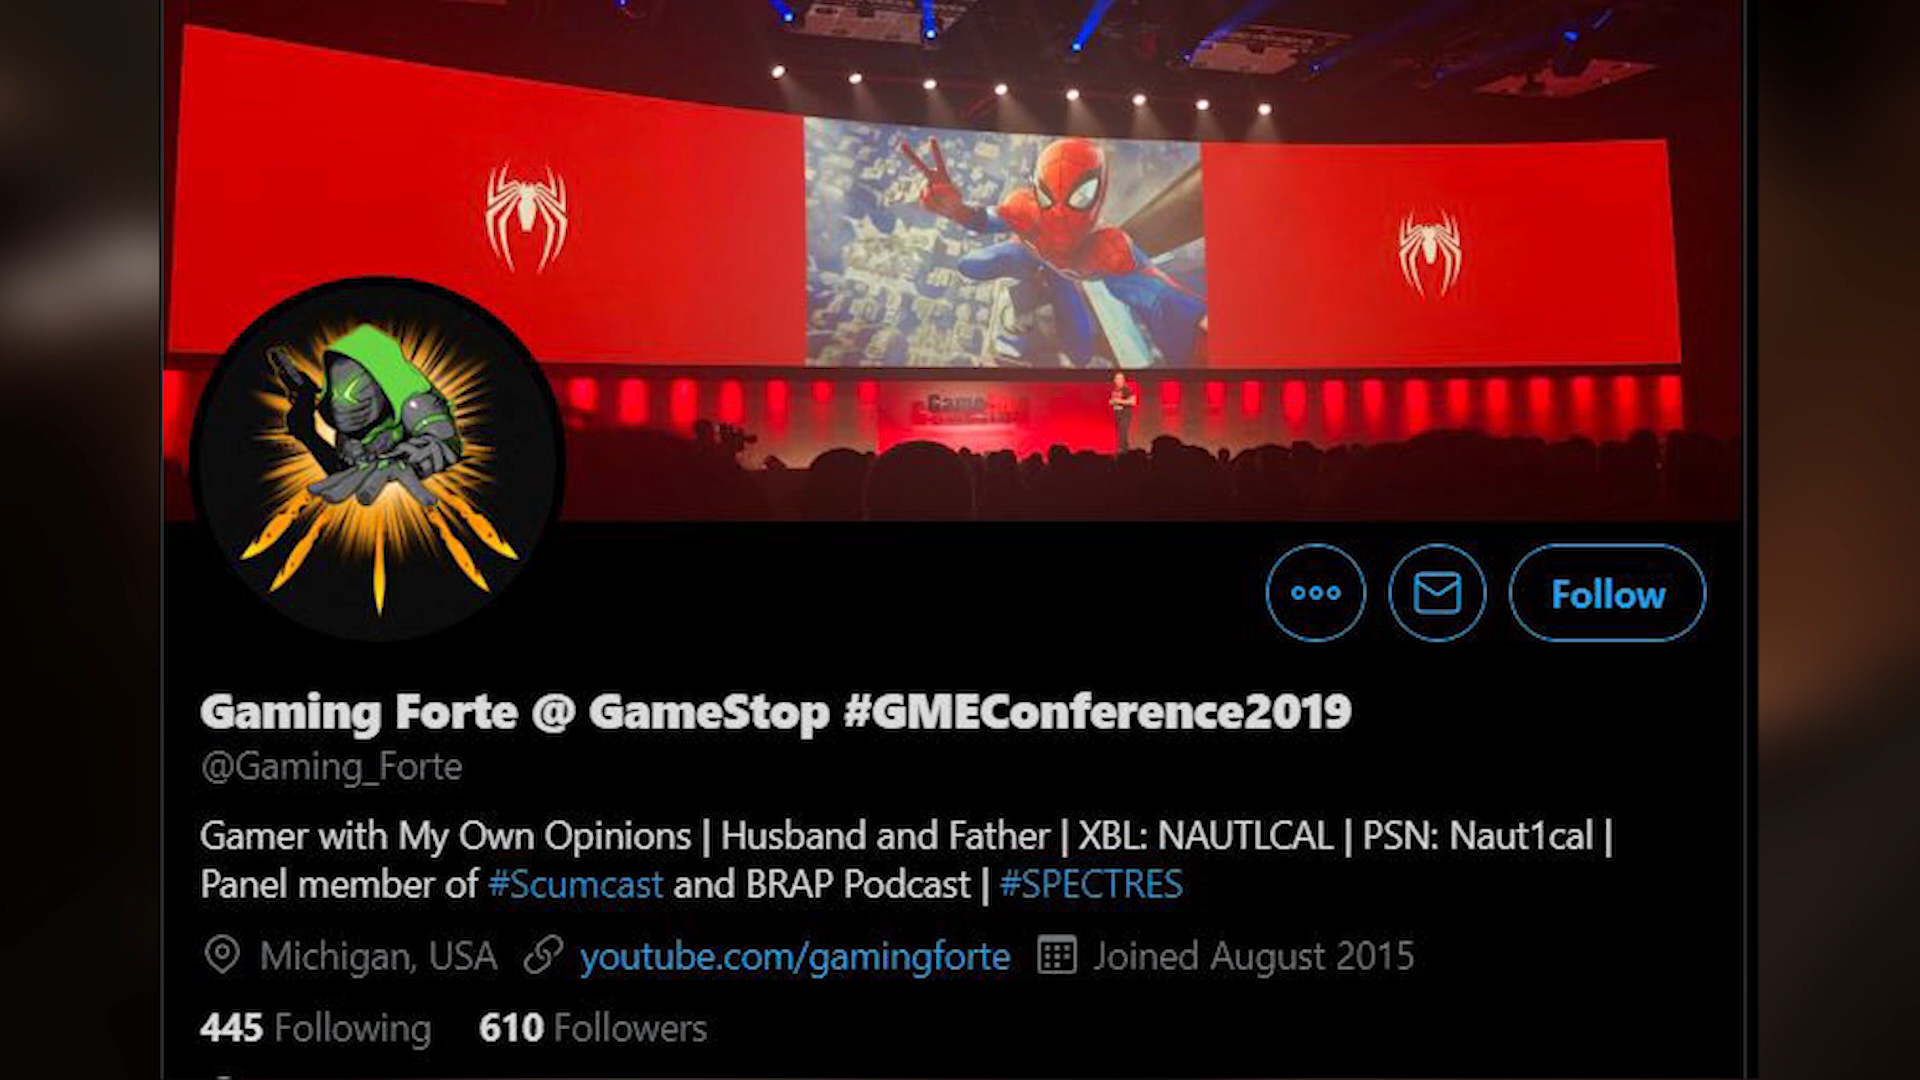 Game
Follow
Gaming Forte @ GameStop #GMEConference2019
@Gaming_Forte
Gamer with My Own Opinions | Husband and Father | XBL: NAUTLCAL | PSN: Naut1cal |
Panel member of #Scumcast and BRAP Podcast | #SPECTRES
Michigan, USA youtube.com/gamingforte Joined August 2015
445 Following 610 Followers